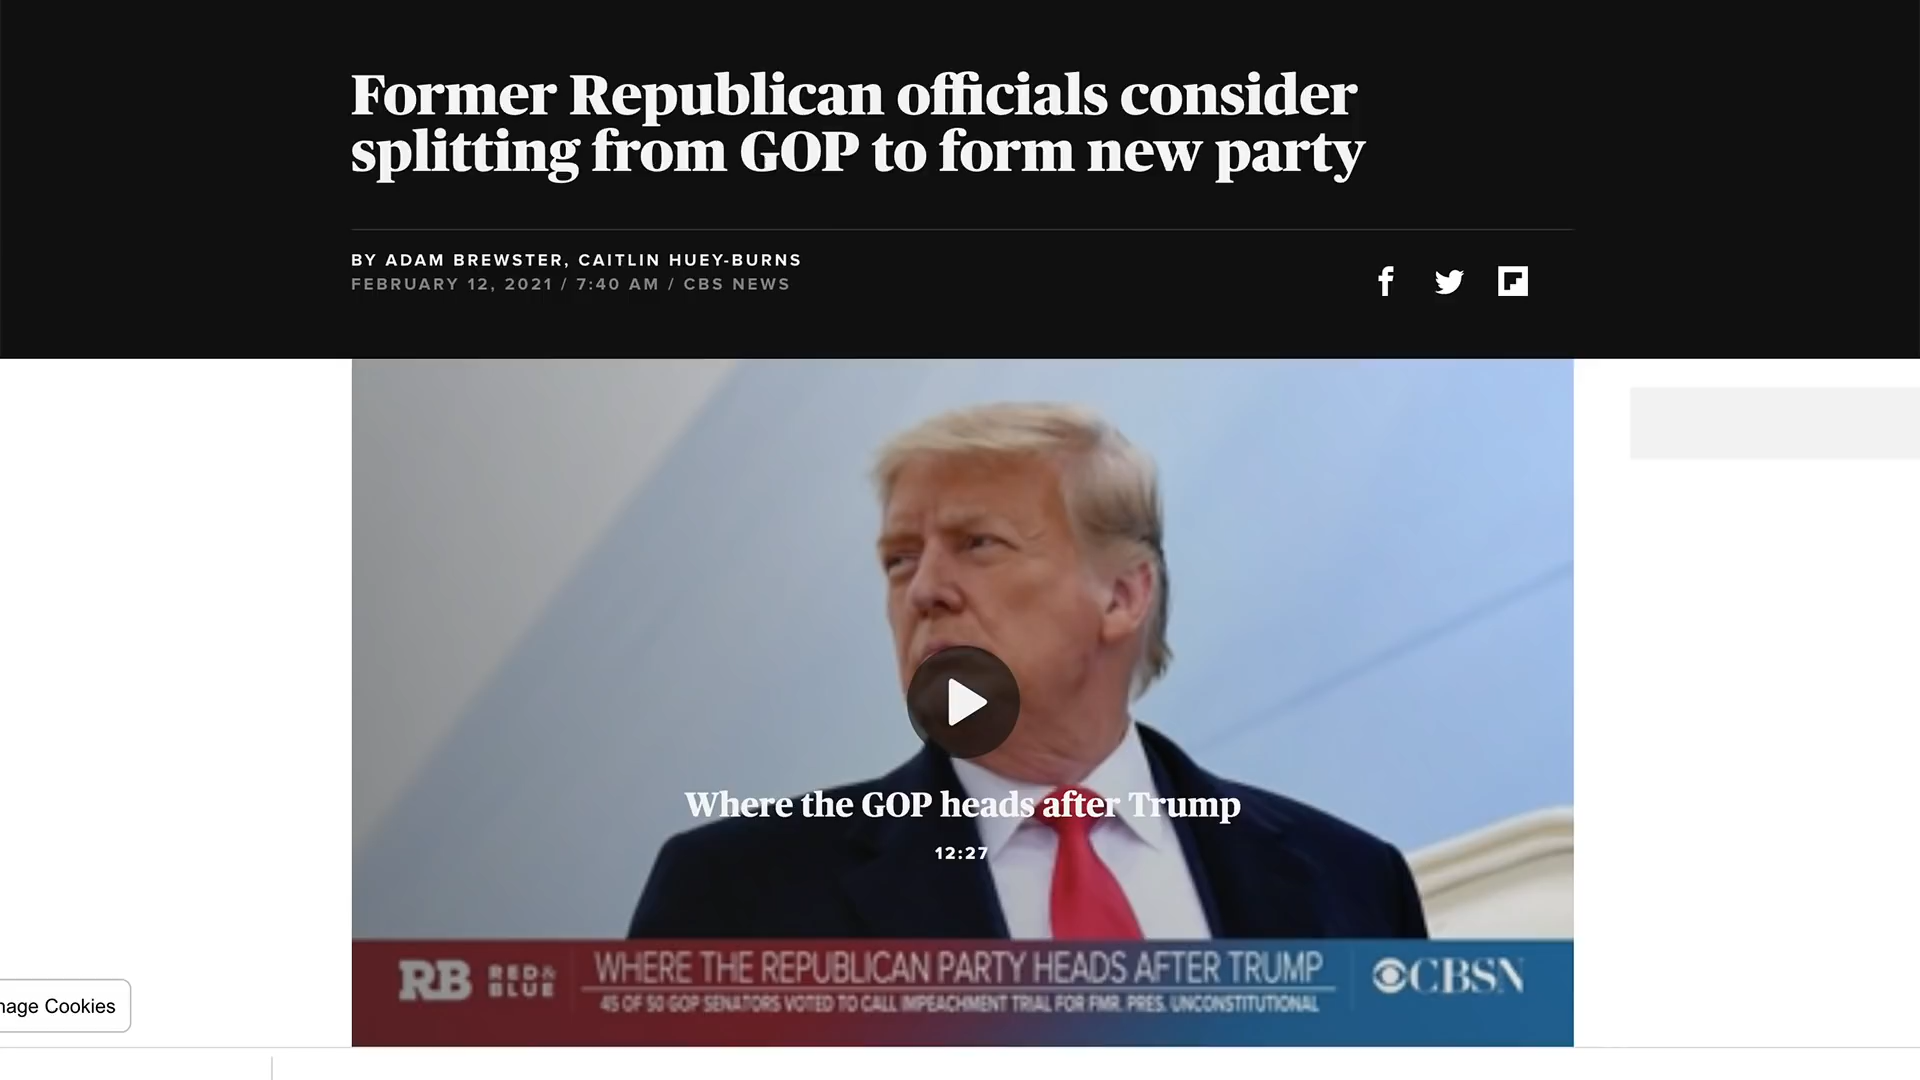 Former Republican officials consider
splitting from GOP to form new party
BY ADAM BREWSTER, CAITLIN HUEY-BURNS
FEBRUARY 12, 2021 / 7:40 AM / CBS NEWS
Where the GOP heads after Trump
12:27
RB RED& BLUE
WHERE THE REPUBLICAN PARTY HEADS AFTER TRUMP
45 OF 50 GOP SENATORS VOTED TO CALL IMPEACHMENT TRIAL FOR FMR. PRES. UNCONSTITUTIONAL
CBSN
nage Cookies